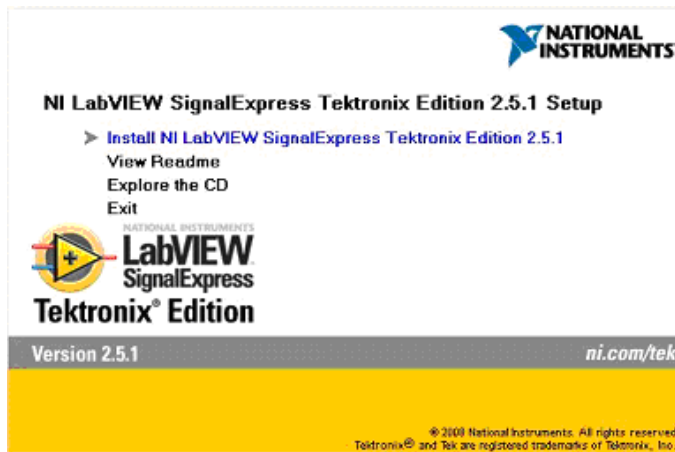 NATIONAL
INSTRUMENTS
NI LabVIEW SignalExpress Tektronix Edition 2.5.1 Setup
Install NI LabVIEW SignalExpress Tektronix Edition 2.5.1
View Readme
Explore the CD
Exit
NATIONAL INSTRUMENTS
LabVIEW
SignalExpress
Tektronix® Edition
Version 2.5.1
ni.com/tek
© 2008 National Instruments. All rights reserved
Tektronix® and Tek are registered trademarks of Tektronix, Inc.